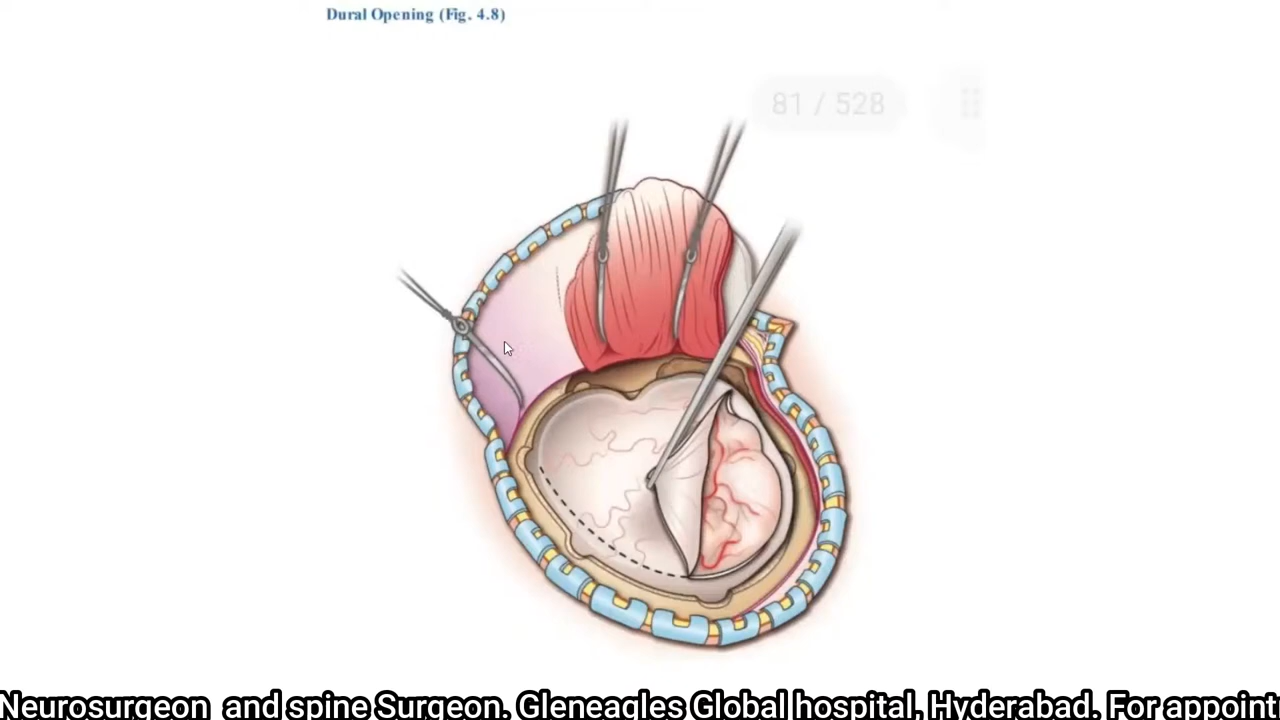 Dural Opening (Fig. 4.8)
81 / 528
Neurosurgeon and spine Surgeon. Gleneagles Global hospital, Hyderabad. For appoint